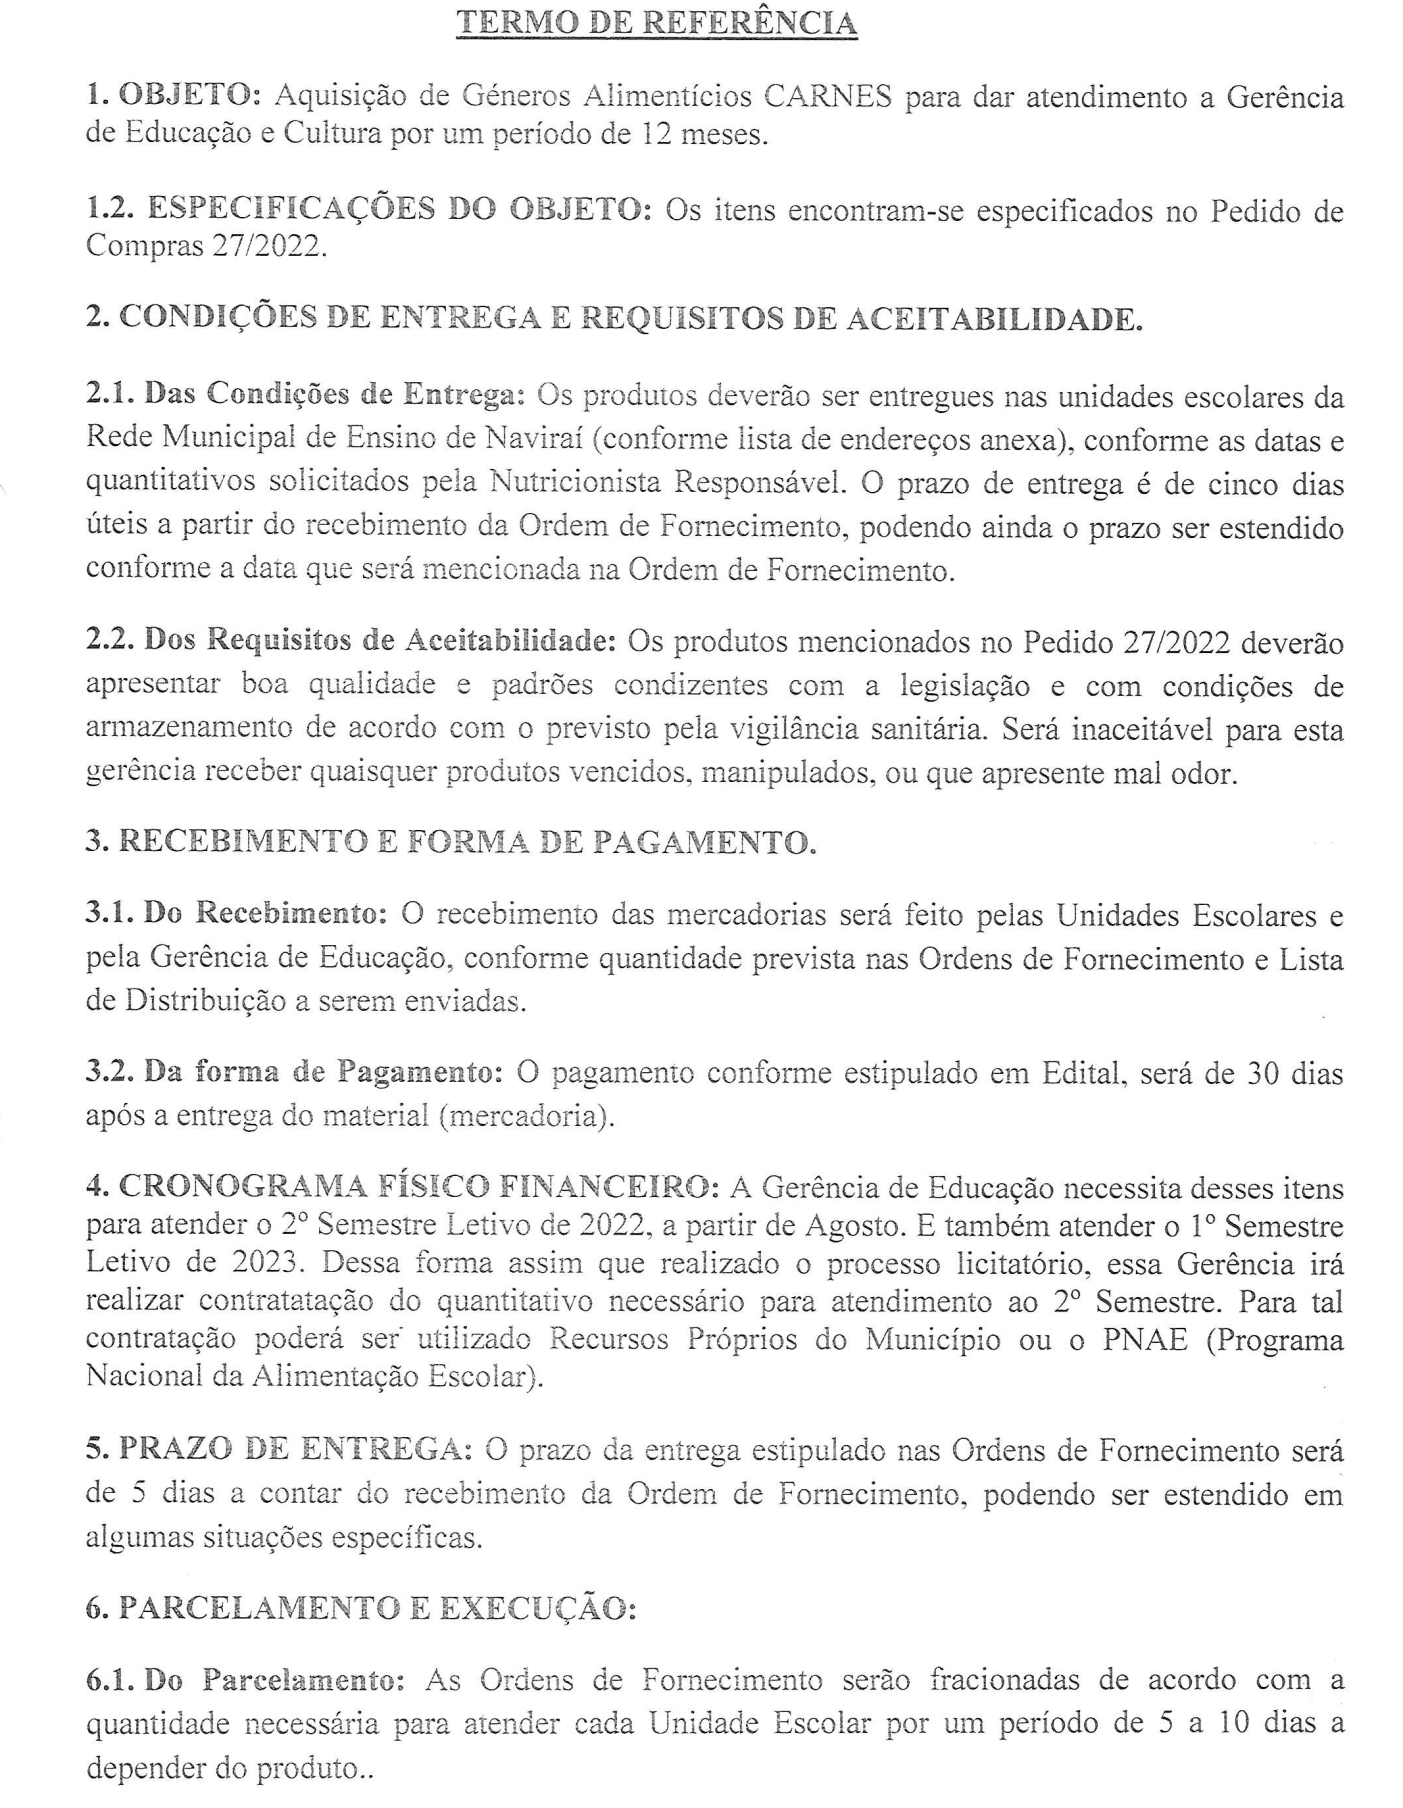 TERMO DE REFERÊNCIA
1. OBJETO: Aquisição de Géneros Alimentícios CARNES para dar atendimento a Gerência
de Educação e Cultura por um período de 12 meses.
1.2. ESPECIFICAÇÕES DO OBJETO: Os itens encontram-se especificados no Pedido de
Compras 27/2022.
2. CONDIÇÕES DE ENTREGA E REQUISITOS DE ACEITABILIDADE.
2.1. Das Condições de Entrega: Os produtos deverão ser entregues nas unidades escolares da
Rede Municipal de Ensino de Naviraí (conforme lista de endereços anexa), conforme as datas e
quantitativos solicitados pela Nutricionista Responsável. O prazo de entrega é de cinco dias
úteis a partir do recebimento da Ordem de Fornecimento, podendo ainda o prazo ser estendido
conforme a data que será mencionada na Ordem de Fornecimento.
2.2. Dos Requisitos de Aceitabilidade: Os produtos mencionados no Pedido 27/2022 deverão
apresentar boa qualidade e padrões condizentes com a legislação e com condições de
armazenamento de acordo com o previsto pela vigilância sanitária. Será inaceitável para esta
gerência receber quaisquer produtos vencidos, manipulados, ou que apresente mal odor.
3. RECEBIMENTO E FORMA DE PAGAMENTO.
3.1. Do Recebimento: O recebimento das mercadorias será feito pelas Unidades Escolares e
pela Gerência de Educação, conforme quantidade prevista nas Ordens de Fornecimento e Lista
de Distribuição a serem enviadas.
3.2. Da forma de Pagamento: O pagamento conforme estipulado em Edital, será de 30 dias
após a entrega do material (mercadoria).
4. CRONOGRAMA FÍSICO FINANCEIRO: A Gerência de Educação necessita desses itens
para atender o 2º Semestre Letivo de 2022, a partir de Agosto. E também atender o 1º Semestre
Letivo de 2023. Dessa forma assim que realizado o processo licitatório, essa Gerência irá
realizar contratatação do quantitativo necessário para atendimento ao 2º Semestre. Para tal
contratação poderá ser utilizado Recursos Próprios do Município ou o PNAE (Programa
Nacional da Alimentação Escolar).
5. PRAZO DE ENTREGA: O prazo da entrega estipulado nas Ordens de Fornecimento será
de 5 dias a contar do recebimento da Ordem de Fornecimento, podendo ser estendido em
algumas situações específicas.
6. PARCELAMENTO E EXECUÇÃO:
6.1. Do Parcelamento: As Ordens de Fornecimento serão fracionadas de acordo com a
quantidade necessária para atender cada Unidade Escolar por um período de 5 a 10 dias a
depender do produto..